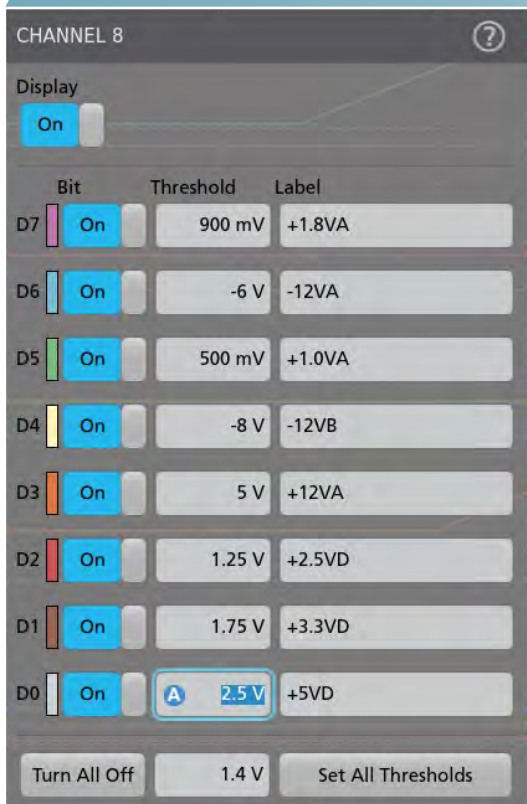 CHANNEL 8 ?
Display
On
Bit Threshold Label
D7 On 900 mV +1.8VA
D6 On -6 V -12VA
D5 On 500 mV +1.0VA
D4 On -8 V -12VB
D3 On 5 V +12VA
D2 On 1.25 V +2.5VD
D1 On 1.75 V +3.3VD
D0 On A 2.5 V +5VD
Turn All Off 1.4 V Set All Thresholds